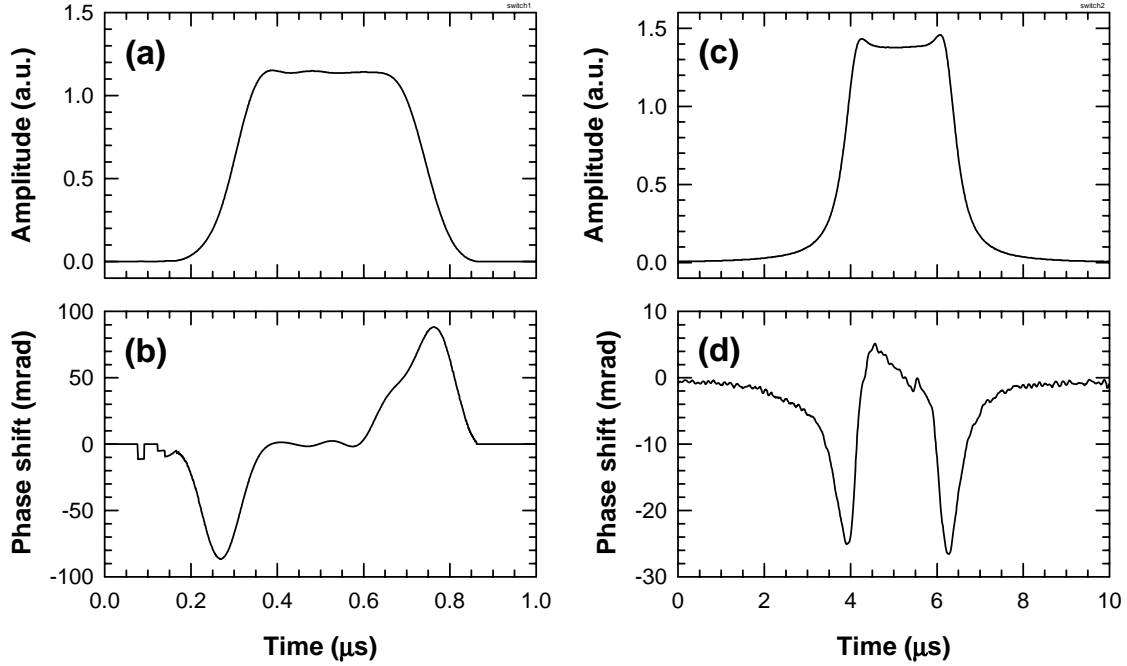 switch1
(a)
Amplitude (a.u.)
1.5
1.0
0.5
0.0
(b)
Phase shift (mrad)
100
50
0
-50
-100
0.0 0.2 0.4 0.6 0.8 1.0
Time (μs)
switch2
(c)
Amplitude (a.u.)
1.5
1.0
0.5
0.0
(d)
Phase shift (mrad)
10
0
-10
-20
-30
0 2 4 6 8 10
Time (μs)